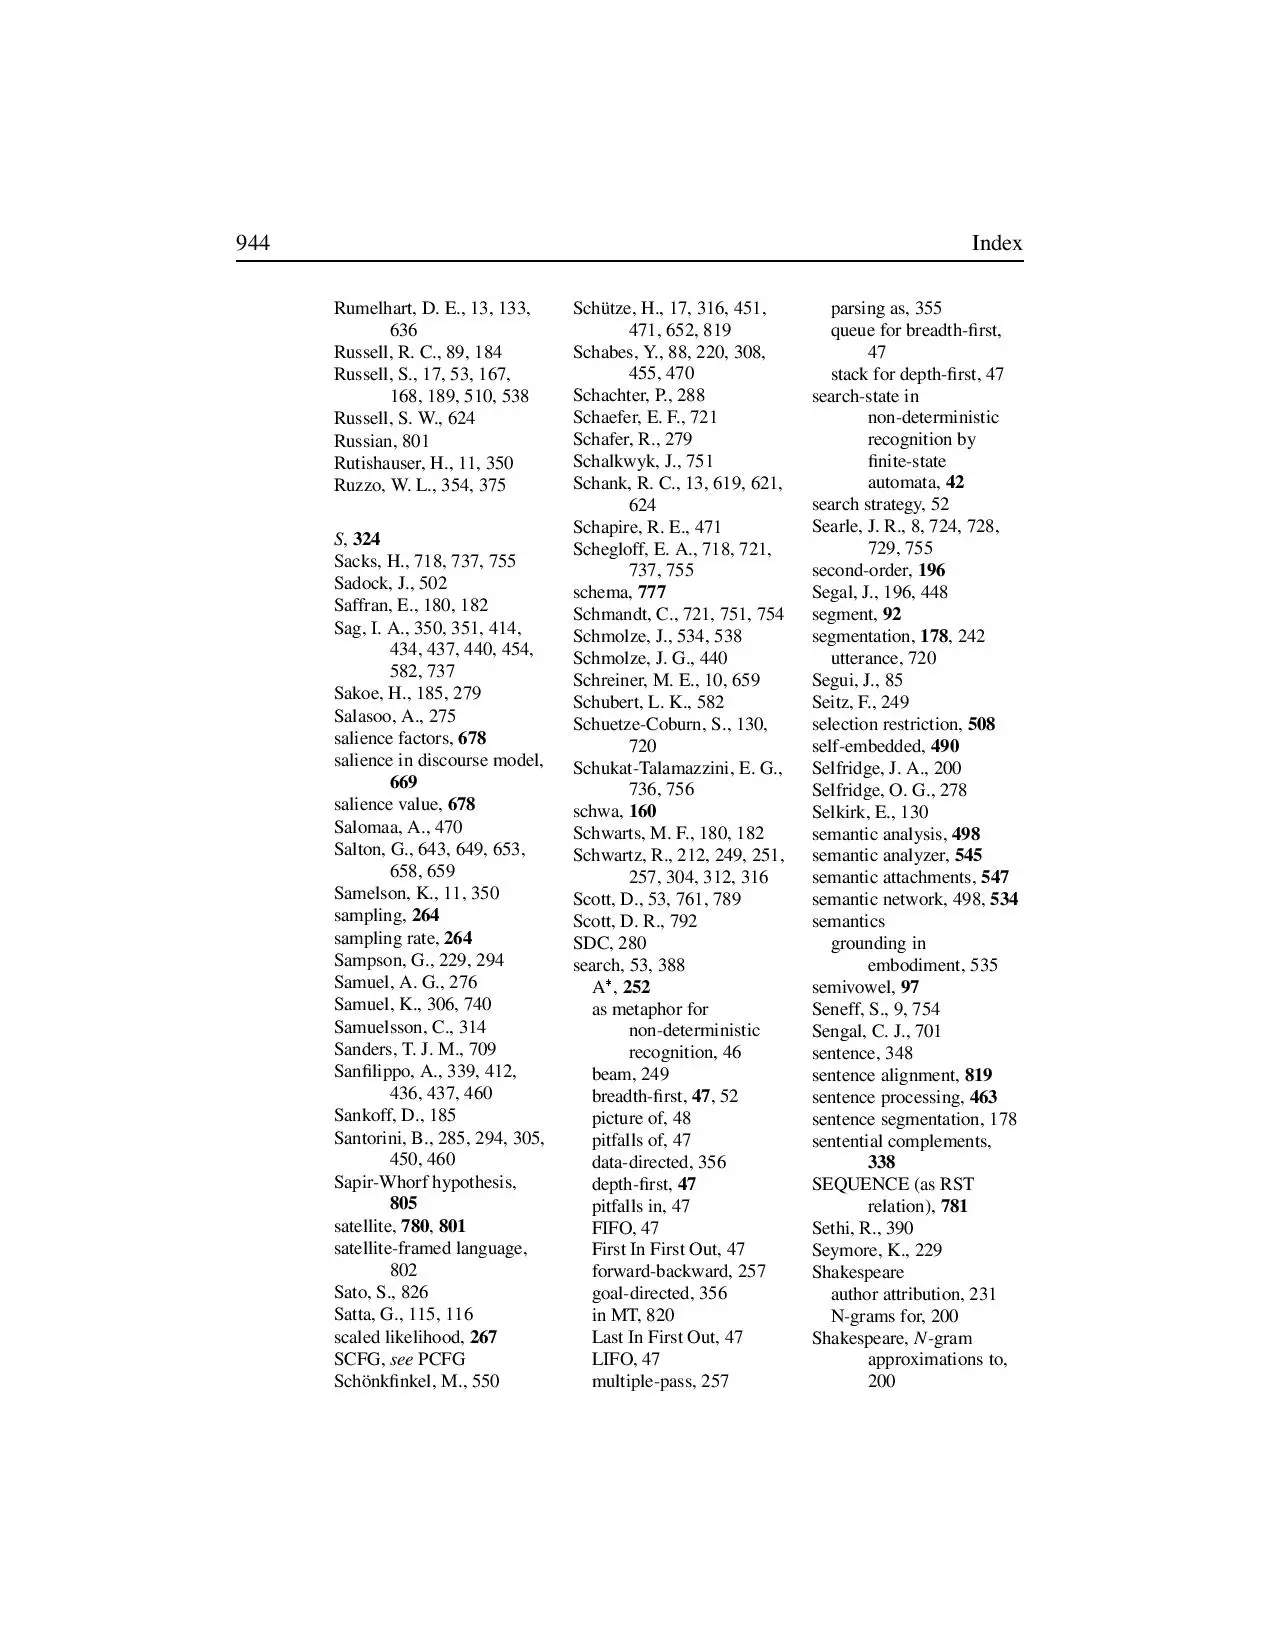 944
Index
Rumelhart, D. E., 13, 133,
636
Russell, R. C., 89, 184
Russell, S., 17, 53, 167,
168, 189, 510, 538
Russell, S. W., 624
Russian, 801
Rutishauser, H., 11, 350
Ruzzo, W. L., 354, 375
S, 324
Sacks, H., 718, 737, 755
Sadock, J., 502
Saffran, E., 180, 182
Sag, I. A., 350, 351, 414,
434, 437, 440, 454,
582, 737
Sakoe, H., 185, 279
Salasoo, A., 275
salience factors, 678
salience in discourse model,
669
salience value, 678
Salomaa, A., 470
Salton, G., 643, 649, 653,
658, 659
Samelson, K., 11, 350
sampling, 264
sampling rate, 264
Sampson, G., 229, 294
Samuel, A. G., 276
Samuel, K., 306, 740
Samuelsson, C., 314
Sanders, T. J. M., 709
Sanfilippo, A., 339, 412,
436, 437, 460
Sankoff, D., 185
Santorini, B., 285, 294, 305,
450, 460
Sapir-Whorf hypothesis,
805
satellite, 780, 801
satellite-framed language,
802
Sato, S., 826
Satta, G., 115, 116
scaled likelihood, 267
SCFG, see PCFG
Schönkfinkel, M., 550
Schütze, H., 17, 316, 451,
471, 652, 819
Schabes, Y., 88, 220, 308,
455, 470
Schachter, P., 288
Schaefer, E. F., 721
Schafer, R., 279
Schalkwyk, J., 751
Schank, R. C., 13, 619, 621,
624
Schapire, R. E., 471
Schegloff, E. A., 718, 721,
737, 755
schema, 777
Schmandt, C., 721, 751, 754
Schmolze, J., 534, 538
Schmolze, J. G., 440
Schreiner, M. E., 10, 659
Schubert, L. K., 582
Schuetze-Coburn, S., 130,
720
Schukat-Talamazzini, E. G.,
736, 756
schwa, 160
Schwarts, M. F., 180, 182
Schwartz, R., 212, 249, 251,
257, 304, 312, 316
Scott, D., 53, 761, 789
Scott, D. R., 792
SDC, 280
search, 53, 388
A*, 252
as metaphor for
non-deterministic
recognition, 46
beam, 249
breadth-first, 47, 52
picture of, 48
pitfalls of, 47
data-directed, 356
depth-first, 47
pitfalls in, 47
FIFO, 47
First In First Out, 47
forward-backward, 257
goal-directed, 356
in MT, 820
Last In First Out, 47
LIFO, 47
multiple-pass, 257
parsing as, 355
queue for breadth-first,
47
stack for depth-first, 47
search-state in
non-deterministic
recognition by
finite-state
automata, 42
search strategy, 52
Searle, J. R., 8, 724, 728,
729, 755
second-order, 196
Segal, J., 196, 448
segment, 92
segmentation, 178, 242
utterance, 720
Segui, J., 85
Seitz, F., 249
selection restriction, 508
self-embedded, 490
Selfridge, J. A., 200
Selfridge, O. G., 278
Selkirk, E., 130
semantic analysis, 498
semantic analyzer, 545
semantic attachments, 547
semantic network, 498, 534
semantics
grounding in
embodiment, 535
semivowel, 97
Seneff, S., 9, 754
Sengal, C. J., 701
sentence, 348
sentence alignment, 819
sentence processing, 463
sentence segmentation, 178
sentential complements,
338
SEQUENCE (as RST
relation), 781
Sethi, R., 390
Seymore, K., 229
Shakespeare
author attribution, 231
N-grams for, 200
Shakespeare, N-gram
approximations to,
200